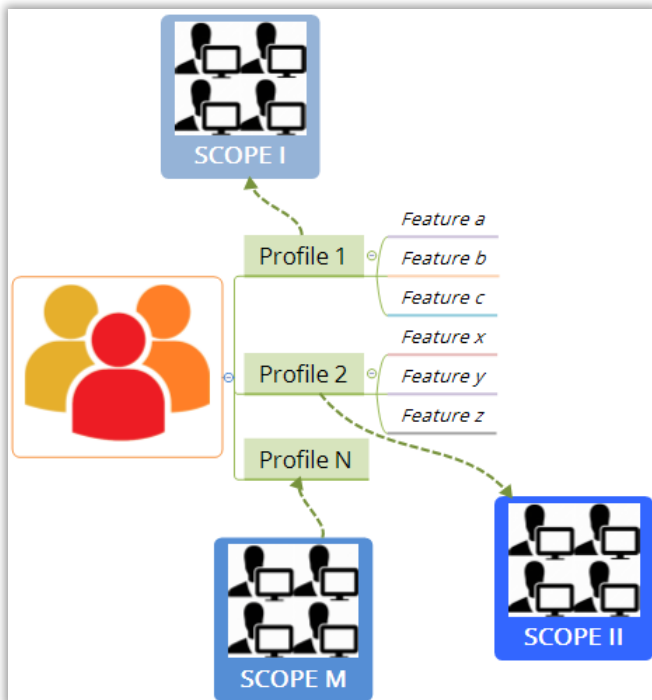 SCOPE I
Profile 1
Feature a
Feature b
Feature c
Profile 2
Feature x
Feature y
Feature z
Profile N
SCOPE II
SCOPE M